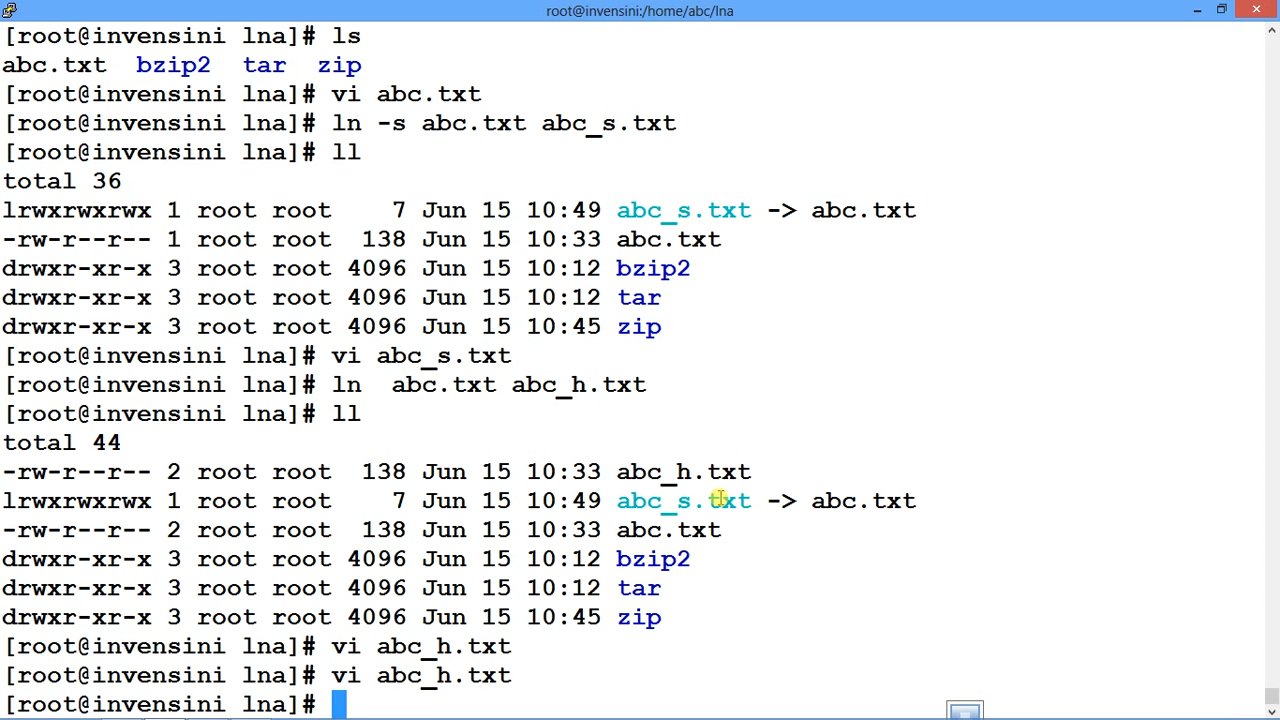 root@invensini:/home/abc/lna
[root@invensini lna]# ls
abc.txt  bzip2  tar  zip
[root@invensini lna]# vi abc.txt
[root@invensini lna]# ln -s abc.txt abc_s.txt
[root@invensini lna]# ll
total 36
lrwxrwxrwx 1 root root    7 Jun 15 10:49 abc_s.txt -> abc.txt
-rw-r--r-- 1 root root  138 Jun 15 10:33 abc.txt
drwxr-xr-x 3 root root 4096 Jun 15 10:12 bzip2
drwxr-xr-x 3 root root 4096 Jun 15 10:12 tar
drwxr-xr-x 3 root root 4096 Jun 15 10:45 zip
[root@invensini lna]# vi abc_s.txt
[root@invensini lna]# ln  abc.txt abc_h.txt
[root@invensini lna]# ll
total 44
-rw-r--r-- 2 root root  138 Jun 15 10:33 abc_h.txt
lrwxrwxrwx 1 root root    7 Jun 15 10:49 abc_s.txt -> abc.txt
-rw-r--r-- 2 root root  138 Jun 15 10:33 abc.txt
drwxr-xr-x 3 root root 4096 Jun 15 10:12 bzip2
drwxr-xr-x 3 root root 4096 Jun 15 10:12 tar
drwxr-xr-x 3 root root 4096 Jun 15 10:45 zip
[root@invensini lna]# vi abc_h.txt
[root@invensini lna]# vi abc_h.txt
[root@invensini lna]#